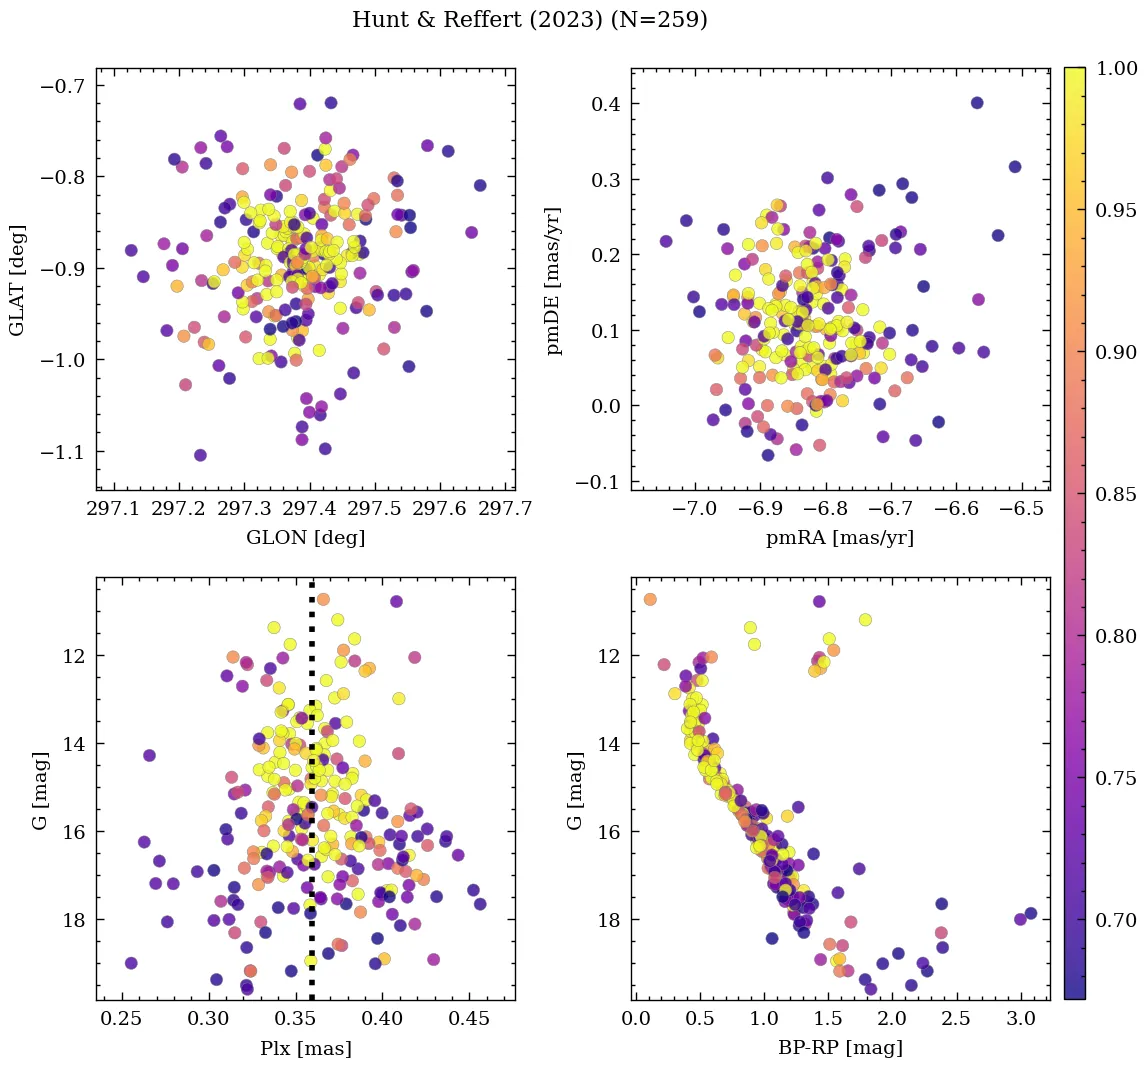 Hunt & Reffert (2023) (N=259)
−0.7
−0.8
−0.9
−1.0
−1.1
GLAT [deg]
297.1 297.2 297.3 297.4 297.5 297.6 297.7
GLON [deg]
0.4
0.3
0.2
0.1
0.0
−0.1
pmDE [mas/yr]
−7.0 −6.9 −6.8 −6.7 −6.6 −6.5
pmRA [mas/yr]
12
14
16
18
G [mag]
0.25 0.30 0.35 0.40 0.45
Plx [mas]
12
14
16
18
G [mag]
0.0 0.5 1.0 1.5 2.0 2.5 3.0
BP-RP [mag]
1.00
0.95
0.90
0.85
0.80
0.75
0.70